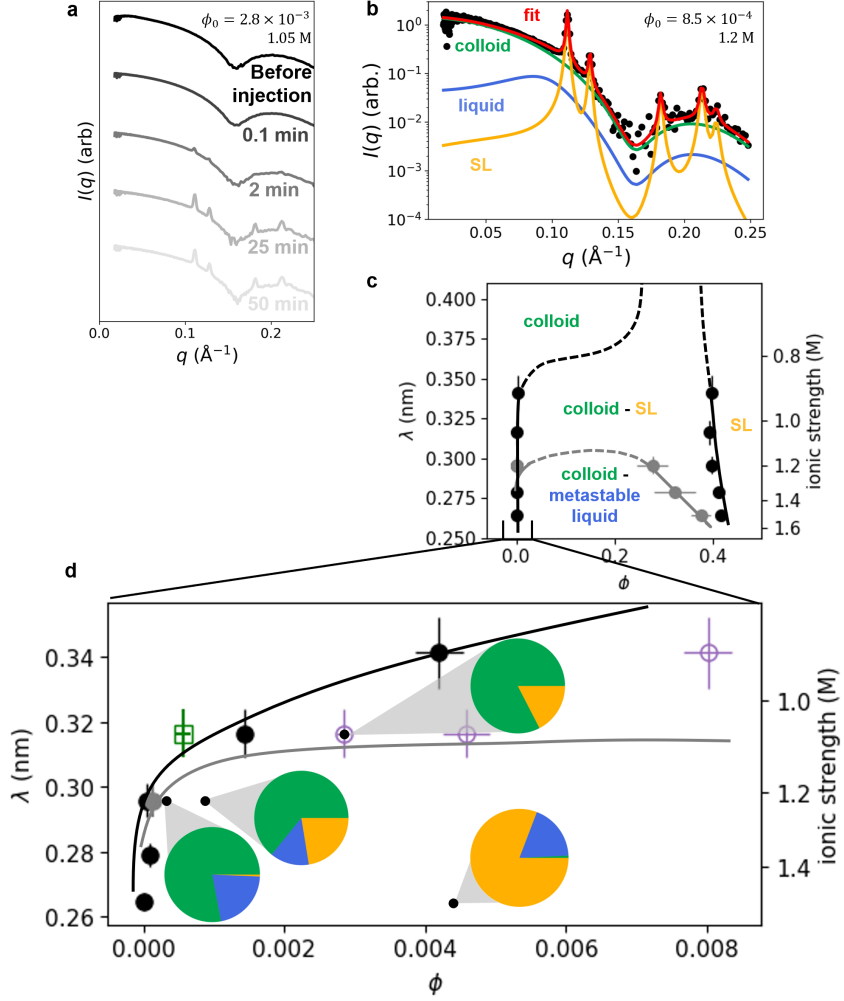 a
ϕ₀ = 2.8 × 10⁻³
1.05 M
Before
injection
0.1 min
2 min
25 min
50 min
I(q) (arb)
0.0
0.1
0.2
q (Å⁻¹)
b
fit
ϕ₀ = 8.5 × 10⁻⁴
1.2 M
colloid
liquid
SL
I(q) (arb.)
10⁰
10⁻¹
10⁻²
10⁻³
10⁻⁴
0.05
0.10
0.15
0.20
0.25
q (Å⁻¹)
c
colloid
colloid - SL
SL
colloid -
metastable
liquid
λ (nm)
0.400
0.375
0.350
0.325
0.300
0.275
0.250
0.0
0.2
0.4
ϕ
0.8
1.0
1.2
1.4
1.6
ionic strength (M)
d
λ (nm)
0.34
0.32
0.30
0.28
0.26
0.000
0.002
0.004
0.006
0.008
ϕ
1.0
1.2
1.4
ionic strength (M)